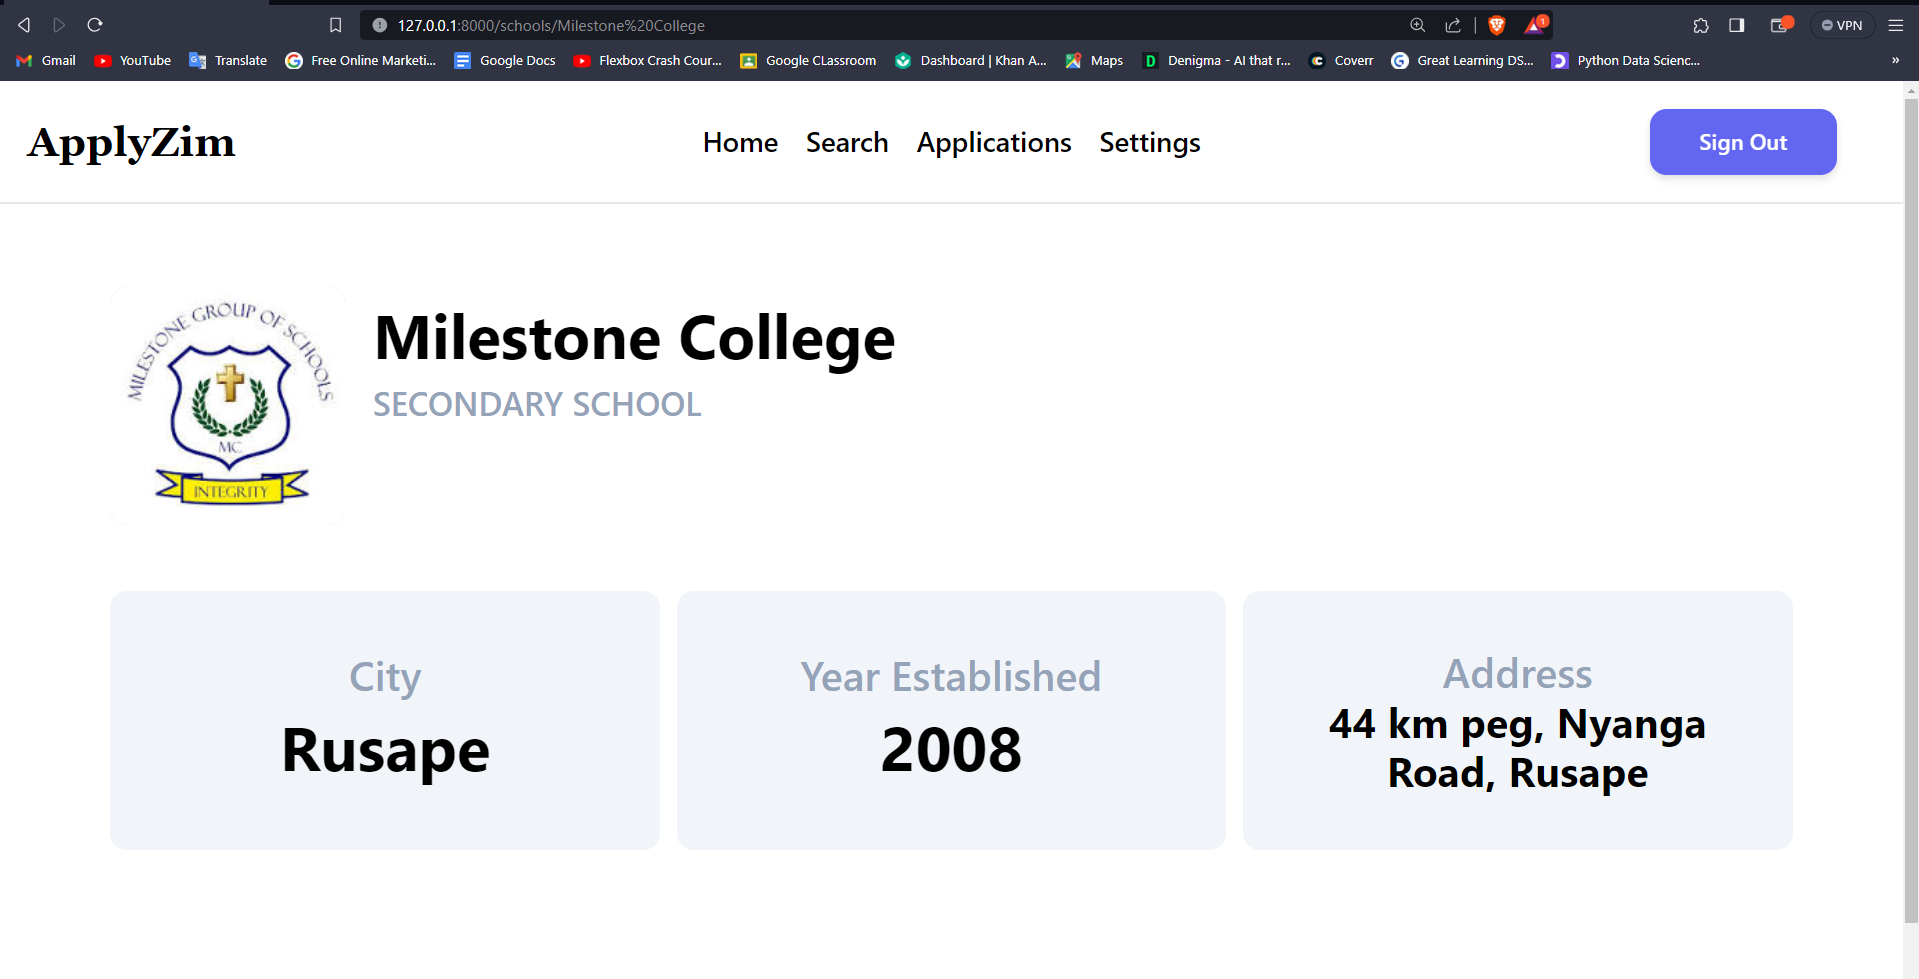 127.0.0.1:8000/schools/Milestone%20College
1
VPN
Gmail
YouTube
Translate
Free Online Marketi...
Google Docs
Flexbox Crash Cour...
Google CLassroom
Dashboard | Khan A...
Maps
Denigma - AI that r...
Coverr
Great Learning DS...
Python Data Scienc...
»
ApplyZim
Home
Search
Applications
Settings
Sign Out
MILESTONE GROUP OF SCHOOLS
MC
INTEGRITY
Milestone College
SECONDARY SCHOOL
City
Rusape
Year Established
2008
Address
44 km peg, Nyanga
Road, Rusape